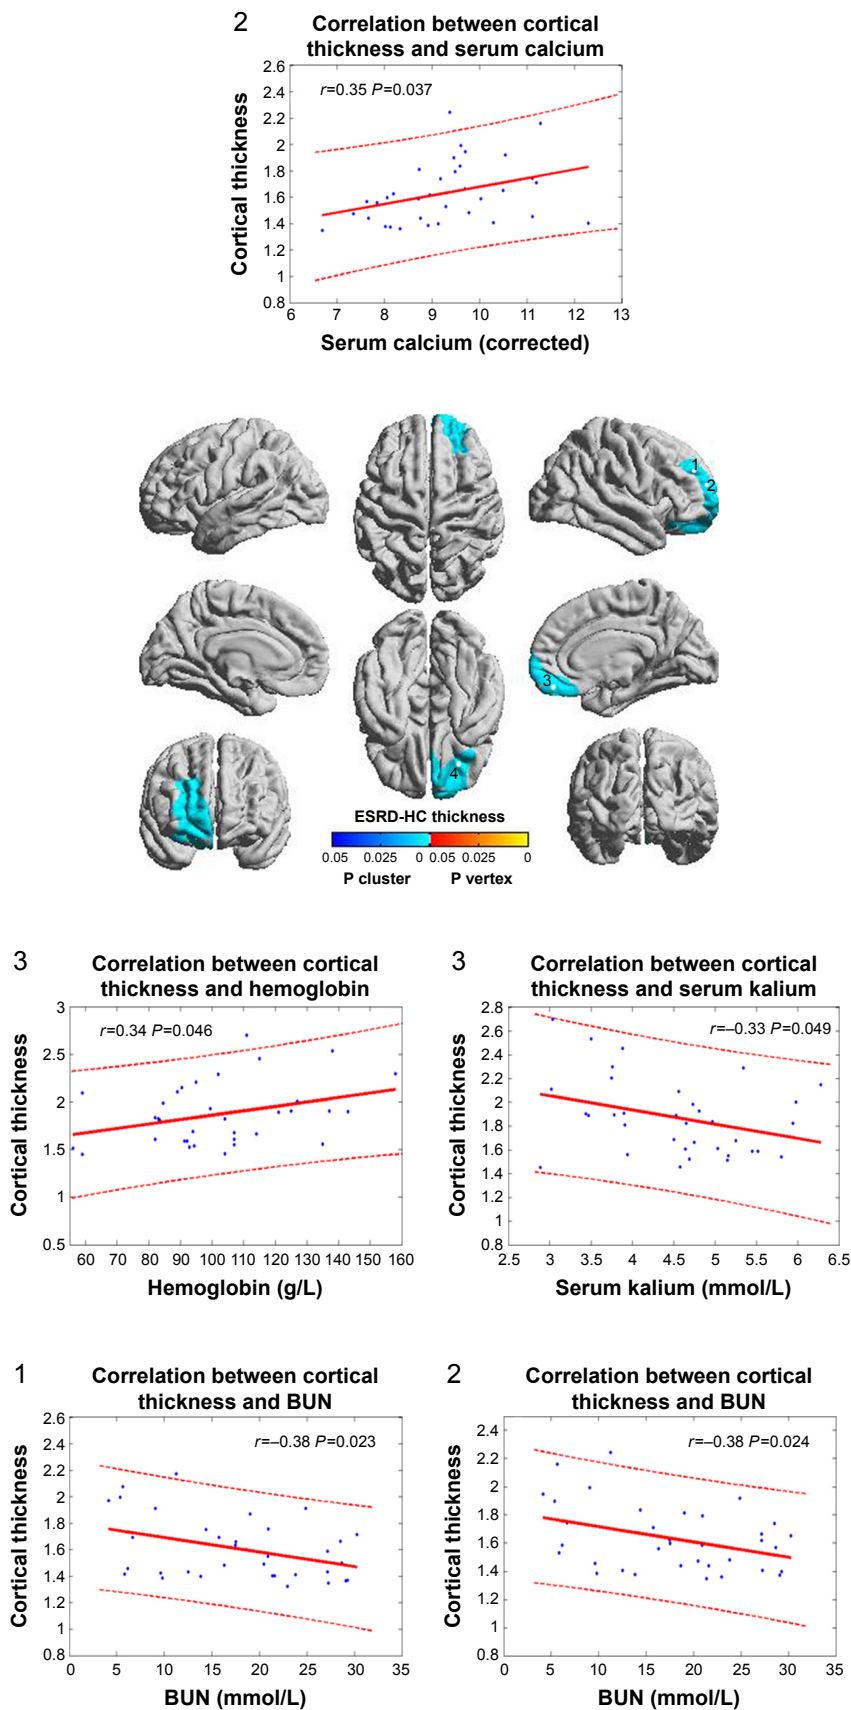 2
Correlation between cortical
thickness and serum calcium
r=0.35 P=0.037
Cortical thickness
2.6
2.4
2.2
2
1.8
1.6
1.4
1.2
1
0.8
6 7 8 9 10 11 12 13
Serum calcium (corrected)
1
2
3
4
ESRD-HC thickness
0.05 0.025 0 0.05 0.025 0
P cluster P vertex
3
Correlation between cortical
thickness and hemoglobin
r=0.34 P=0.046
Cortical thickness
3
2.5
2
1.5
1
0.5
60 70 80 90 100 110 120 130 140 150 160
Hemoglobin (g/L)
3
Correlation between cortical
thickness and serum kalium
r=–0.33 P=0.049
Cortical thickness
2.8
2.6
2.4
2.2
2
1.8
1.6
1.4
1.2
1
0.8
2.5 3 3.5 4 4.5 5 5.5 6 6.5
Serum kalium (mmol/L)
1
Correlation between cortical
thickness and BUN
r=–0.38 P=0.023
Cortical thickness
2.6
2.4
2.2
2
1.8
1.6
1.4
1.2
1
0.8
0 5 10 15 20 25 30 35
BUN (mmol/L)
2
Correlation between cortical
thickness and BUN
r=–0.38 P=0.024
Cortical thickness
2.4
2.2
2
1.8
1.6
1.4
1.2
1
0.8
0 5 10 15 20 25 30 35
BUN (mmol/L)